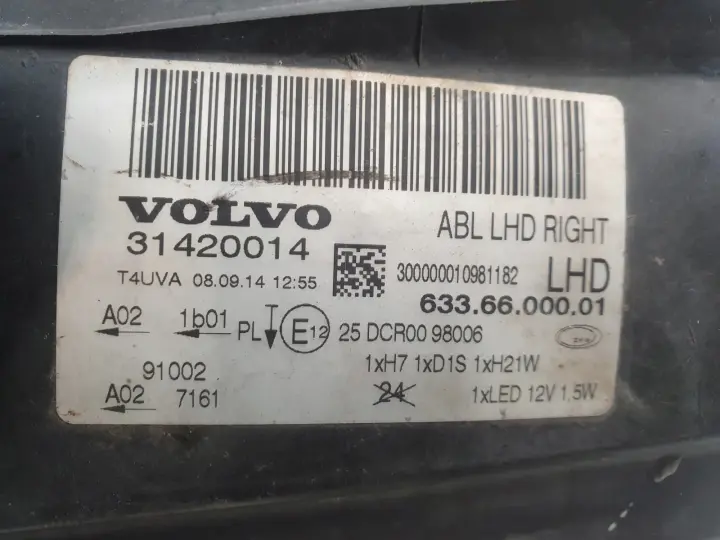 VOLVO
ABL LHD RIGHT
31420014
300000010981182
LHD
T4UVA 08.09.14 12:55
633.66.000.01
A02 1b01 PL E12 25 DCR00 98006
91002
1xH7 1xD1S 1xH21W
A02 7161
24
1xLED 12V 1.5W